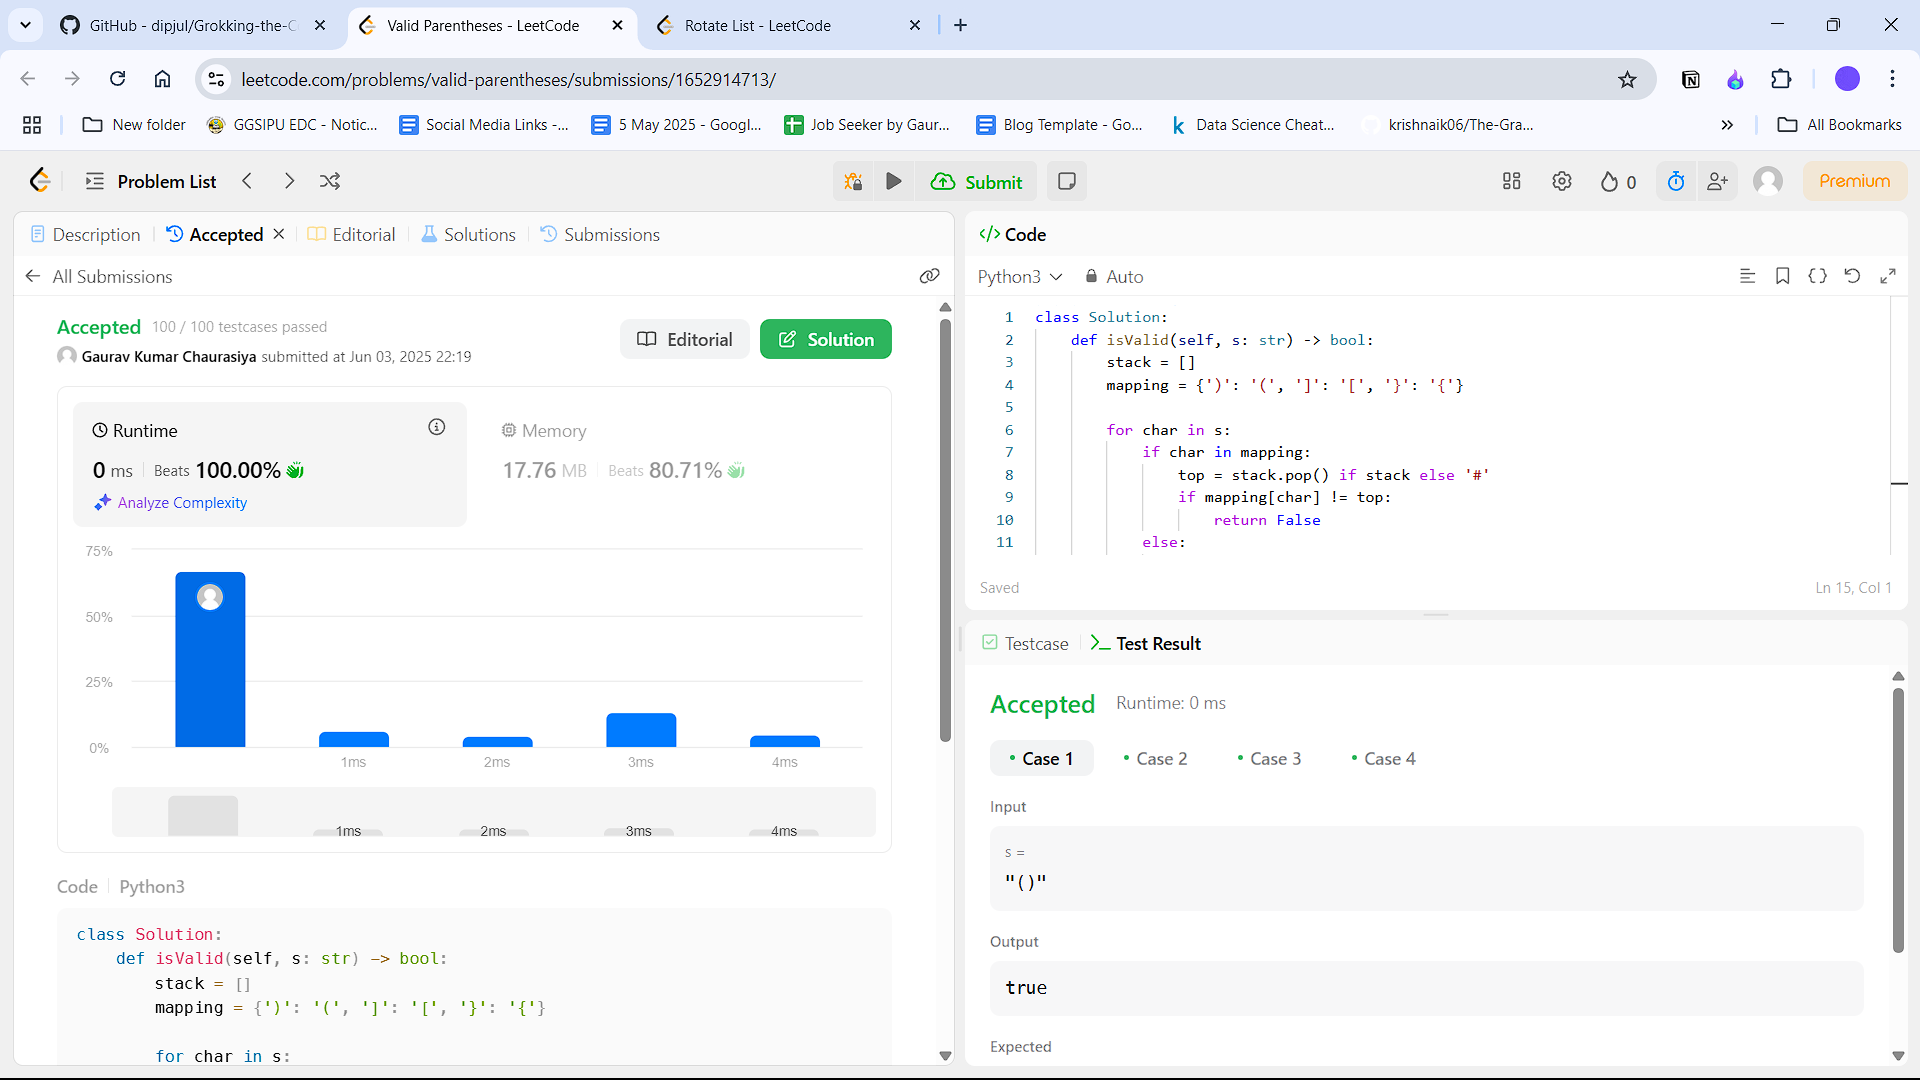 GitHub - dipjul/Grokking-the-C
Valid Parentheses - LeetCode
Rotate List - LeetCode
leetcode.com/problems/valid-parentheses/submissions/1652914713/
New folder
GGSIPU EDC - Notic...
Social Media Links -...
5 May 2025 - Googl...
Job Seeker by Gaur...
Blog Template - Go...
Data Science Cheat...
krishnaik06/The-Gra...
All Bookmarks
Problem List
Submit
0
Premium
Description
Accepted
Editorial
Solutions
Submissions
All Submissions
Accepted 100 / 100 testcases passed
Gaurav Kumar Chaurasiya submitted at Jun 03, 2025 22:19
Editorial
Solution
Runtime
0 ms Beats 100.00%
Analyze Complexity
Memory
17.76 MB Beats 80.71%
75%
50%
25%
0%
1ms 2ms 3ms 4ms
1ms 2ms 3ms 4ms
Code Python3
class Solution:
    def isValid(self, s: str) -> bool:
        stack = []
        mapping = {')': '(', ']': '[', '}': '{'}
        for char in s:
Code
Python3 Auto
1 class Solution:
2     def isValid(self, s: str) -> bool:
3         stack = []
4         mapping = {')': '(', ']': '[', '}': '{'}
5
6         for char in s:
7             if char in mapping:
8                 top = stack.pop() if stack else '#'
9                 if mapping[char] != top:
10                     return False
11             else:
Saved
Ln 15, Col 1
Testcase
Test Result
Accepted Runtime: 0 ms
Case 1
Case 2
Case 3
Case 4
Input
s =
"()"
Output
true
Expected